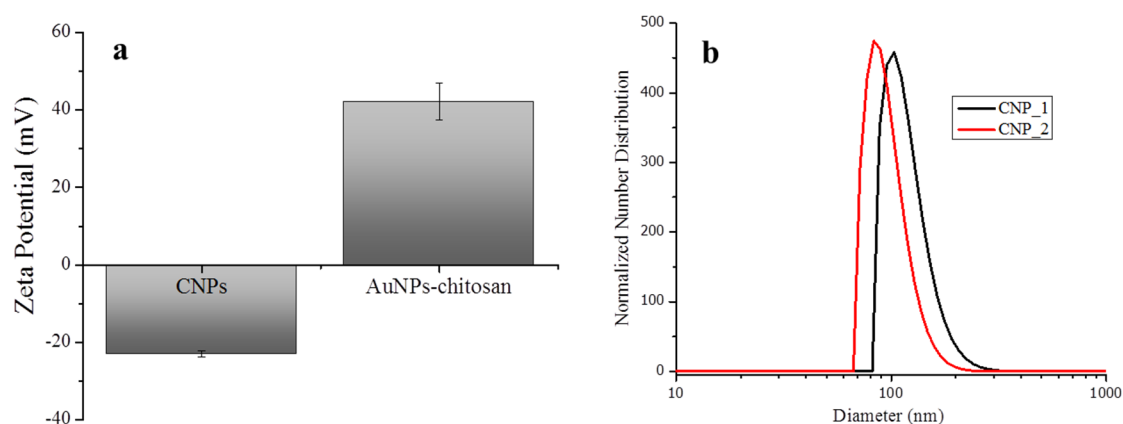 a
Zeta Potential (mV)
60
40
20
0
-20
-40
CNPs
AuNPs-chitosan
b
Normalized Number Distribution
500
400
300
200
100
0
CNP_1
CNP_2
10
100
1000
Diameter (nm)